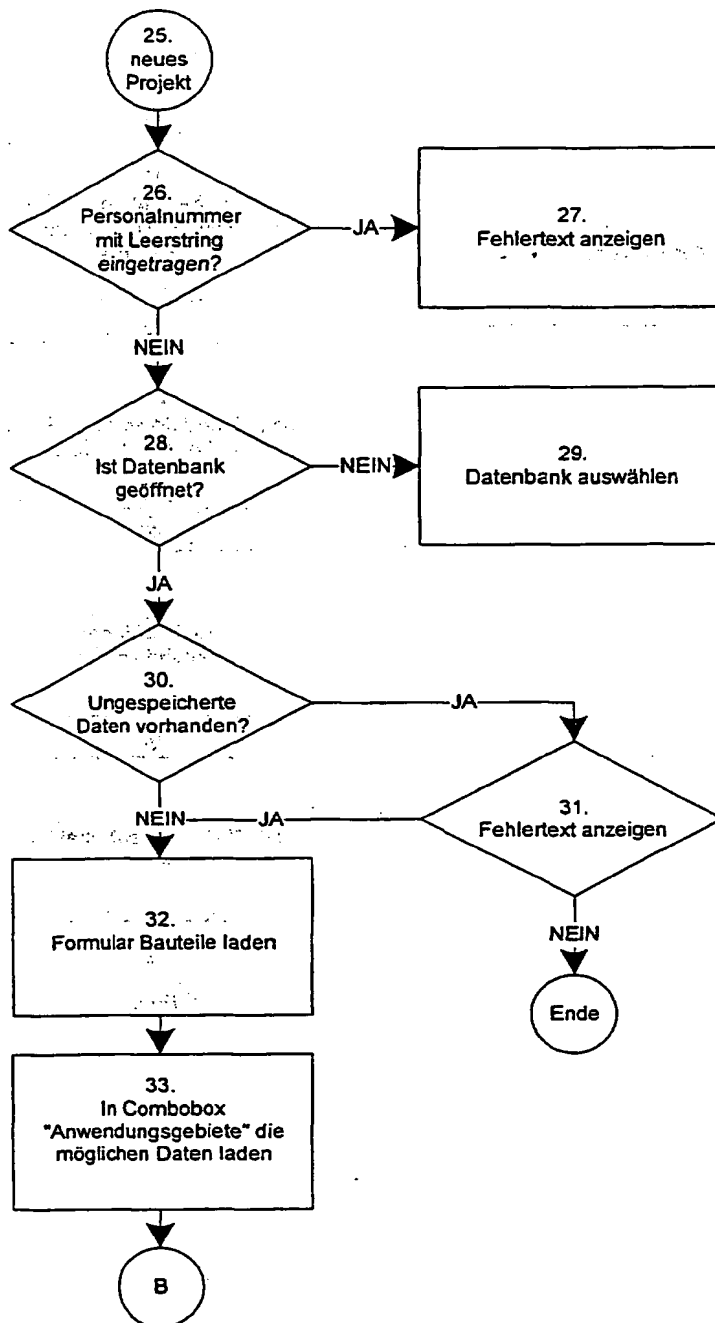 25.
neues
Projekt
26.
Personalnummer
mit Leerstring
eingetragen?
JA
27.
Fehlertext anzeigen
NEIN
28.
Ist Datenbank
geöffnet?
NEIN
29.
Datenbank auswählen
JA
30.
Ungespeicherte
Daten vorhanden?
JA
31.
Fehlertext anzeigen
NEIN
JA
32.
Formular Bauteile laden
NEIN
Ende
33.
In Combobox
"Anwendungsgebiete" die
möglichen Daten laden
B